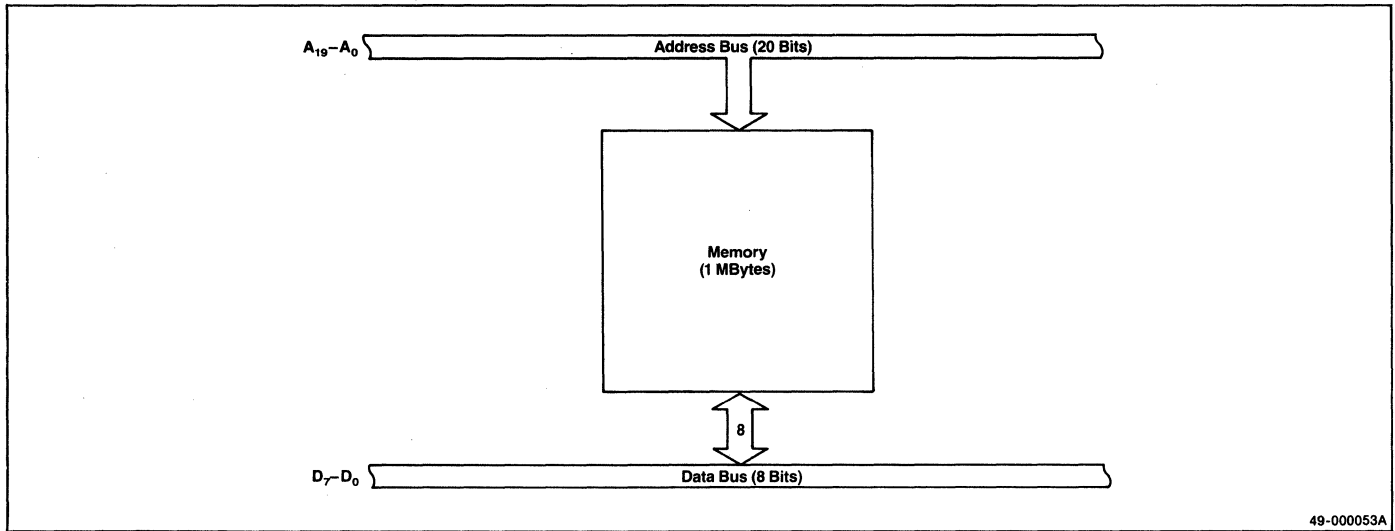 A₁₉–A₀
Address Bus (20 Bits)
Memory
(1 MBytes)
8
D₇–D₀
Data Bus (8 Bits)
49-000053A